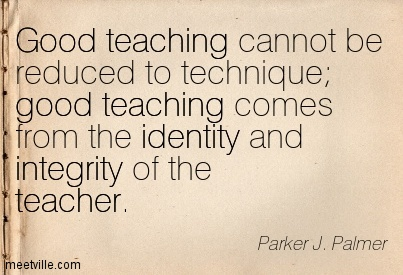 Good teaching cannot be
reduced to technique;
good teaching comes
from the identity and
integrity of the
teacher.
Parker J. Palmer
meetville.com